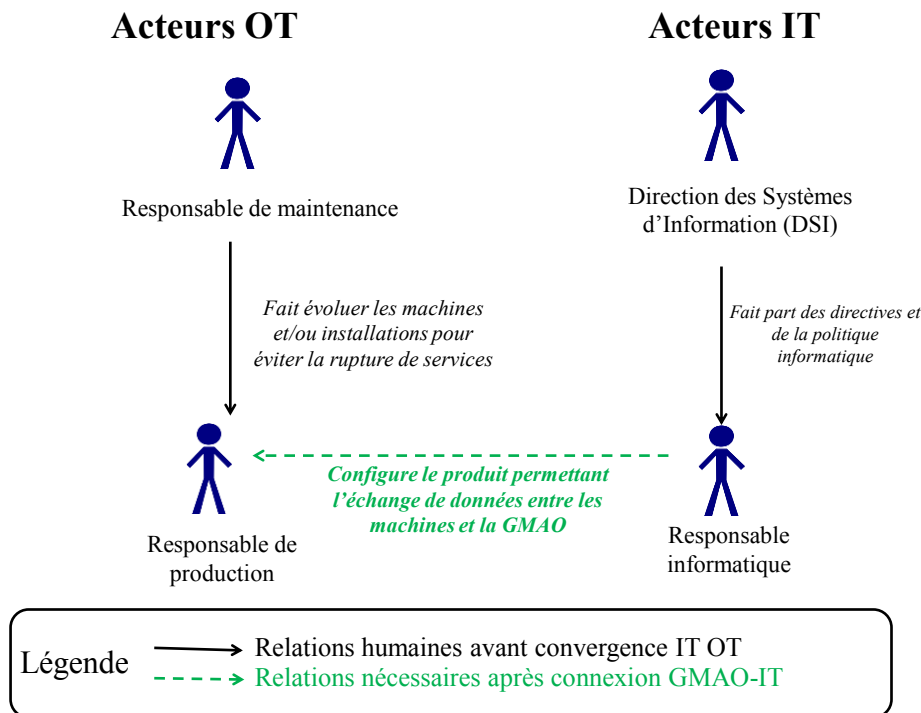 Acteurs OT
Acteurs IT
Responsable de maintenance
Direction des Systèmes
d’Information (DSI)
Fait évoluer les machines
et/ou installations pour
éviter la rupture de services
Fait part des directives et
de la politique
informatique
Configure le produit permettant
l’échange de données entre les
machines et la GMAO
Responsable de
production
Responsable
informatique
Légende
Relations humaines avant convergence IT OT
Relations nécessaires après connexion GMAO-IT